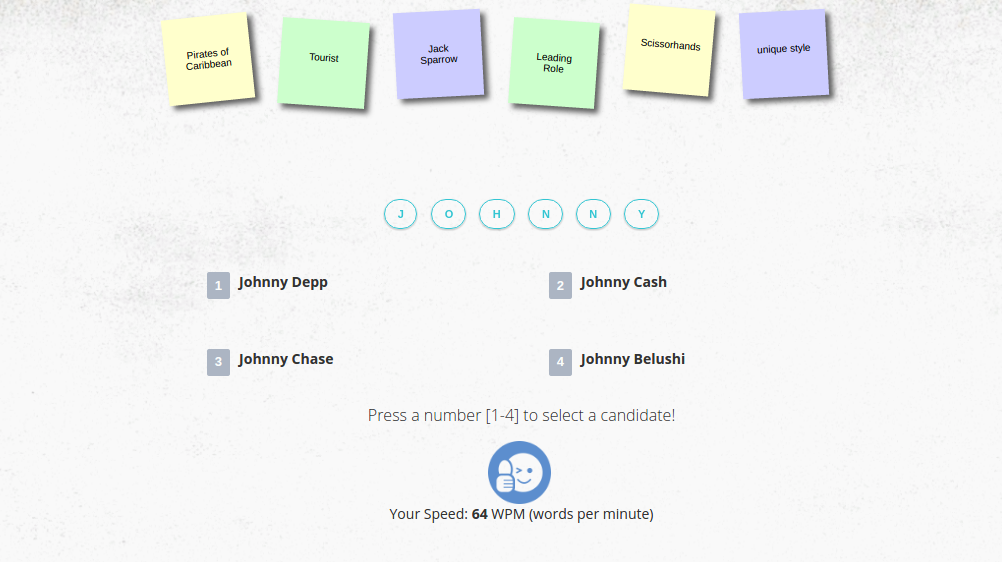 Pirates of
Caribbean
Tourist
Jack
Sparrow
Leading
Role
Scissorhands
unique style
J O H N N Y
1 Johnny Depp
2 Johnny Cash
3 Johnny Chase
4 Johnny Belushi
Press a number [1-4] to select a candidate!
Your Speed: 64 WPM (words per minute)